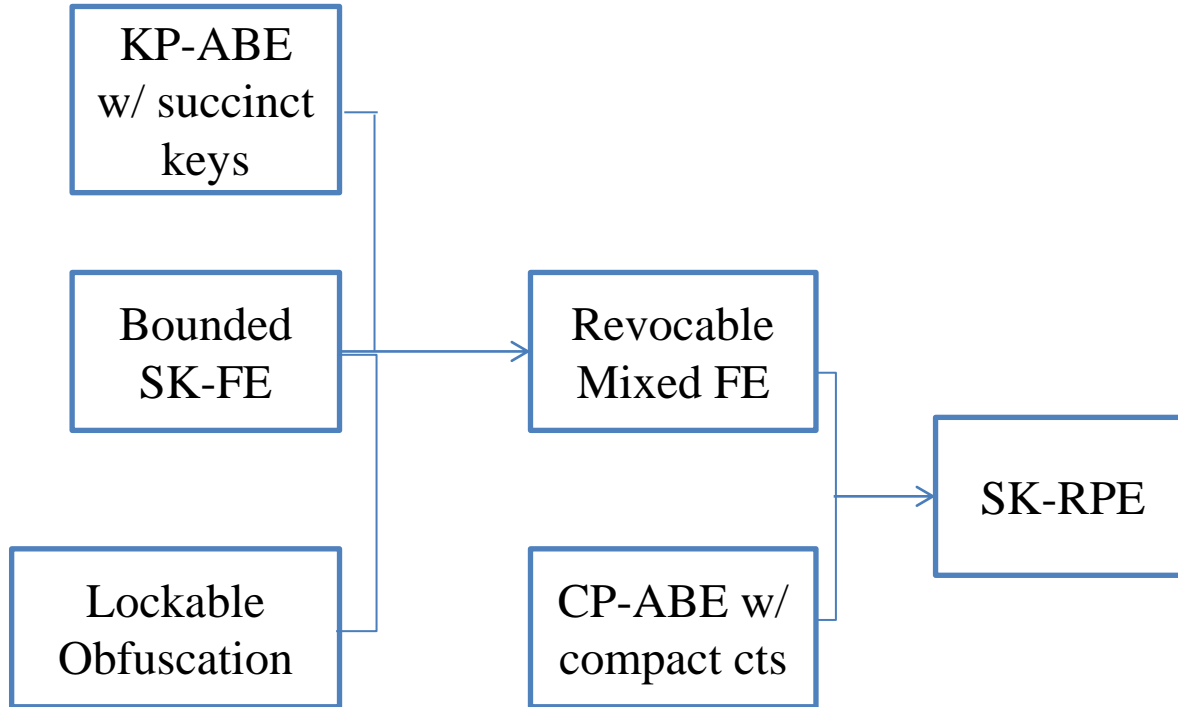 KP-ABE
w/ succinct
keys
Bounded
SK-FE
Lockable
Obfuscation
Revocable
Mixed FE
CP-ABE w/
compact cts
SK-RPE